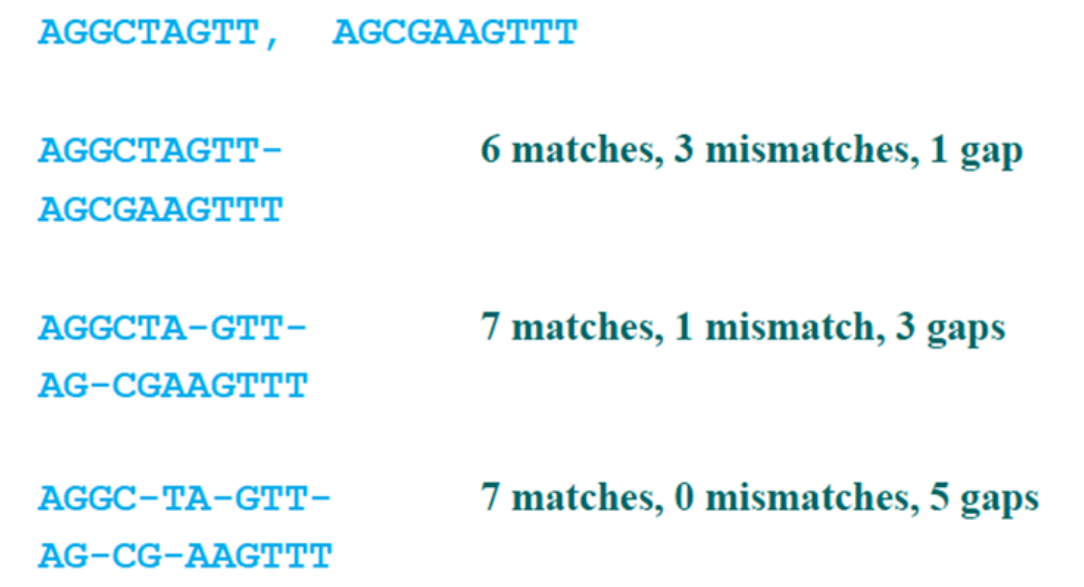 AGGCTAGTT, AGCGAAGTTT
AGGCTAGTT- 6 matches, 3 mismatches, 1 gap
AGCGAAGTTT
AGGCTA-GTT- 7 matches, 1 mismatch, 3 gaps
AG-CGAAGTTT
AGGC-TA-GTT- 7 matches, 0 mismatches, 5 gaps
AG-CG-AAGTTT